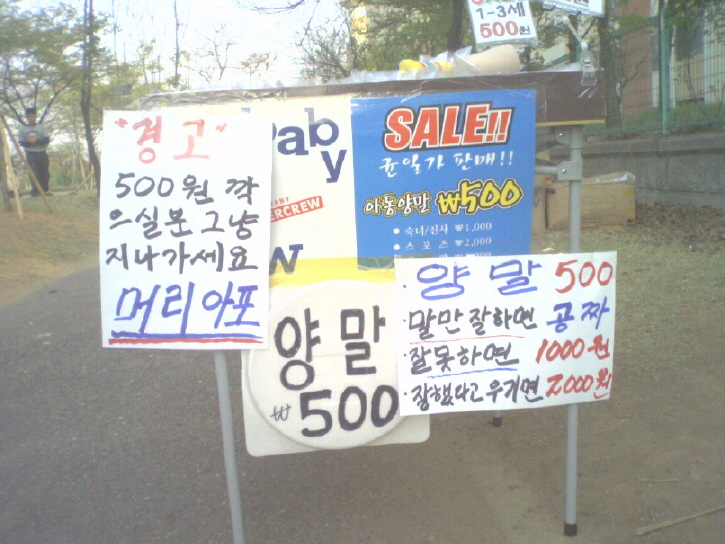 1-3세
500원
"경고"
500원 깍
으실분 그냥
지나가세요
머리아포
baby
w
SALE!!
균일가 판매!!
아동양말 ₩500
• 숙녀/신사 ₩1,000
• 스포츠 ₩2,000
양말
₩500
·양말 500
·말만 잘하면 공짜
·잘못하면 1000원
·잘했다고 우기면 2000원